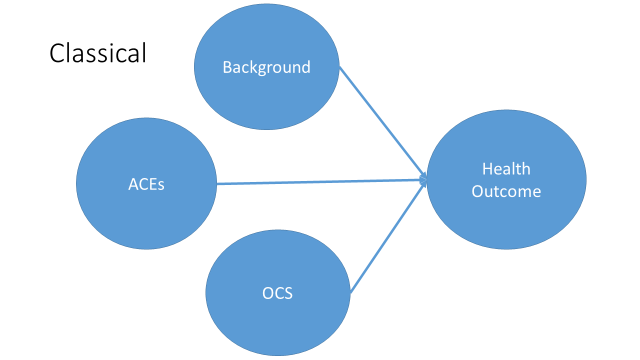 Classical
Background
ACEs
Health
Outcome
OCS